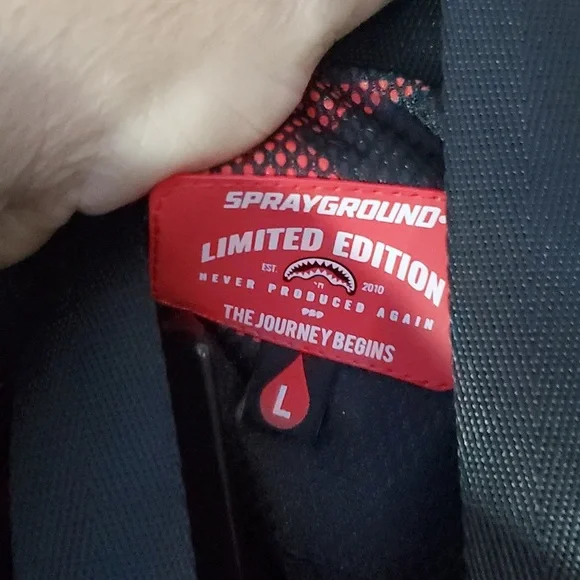 SPRAYGROUND
LIMITED EDITION
EST. 2010
NEVER PRODUCED AGAIN
THE JOURNEY BEGINS
L